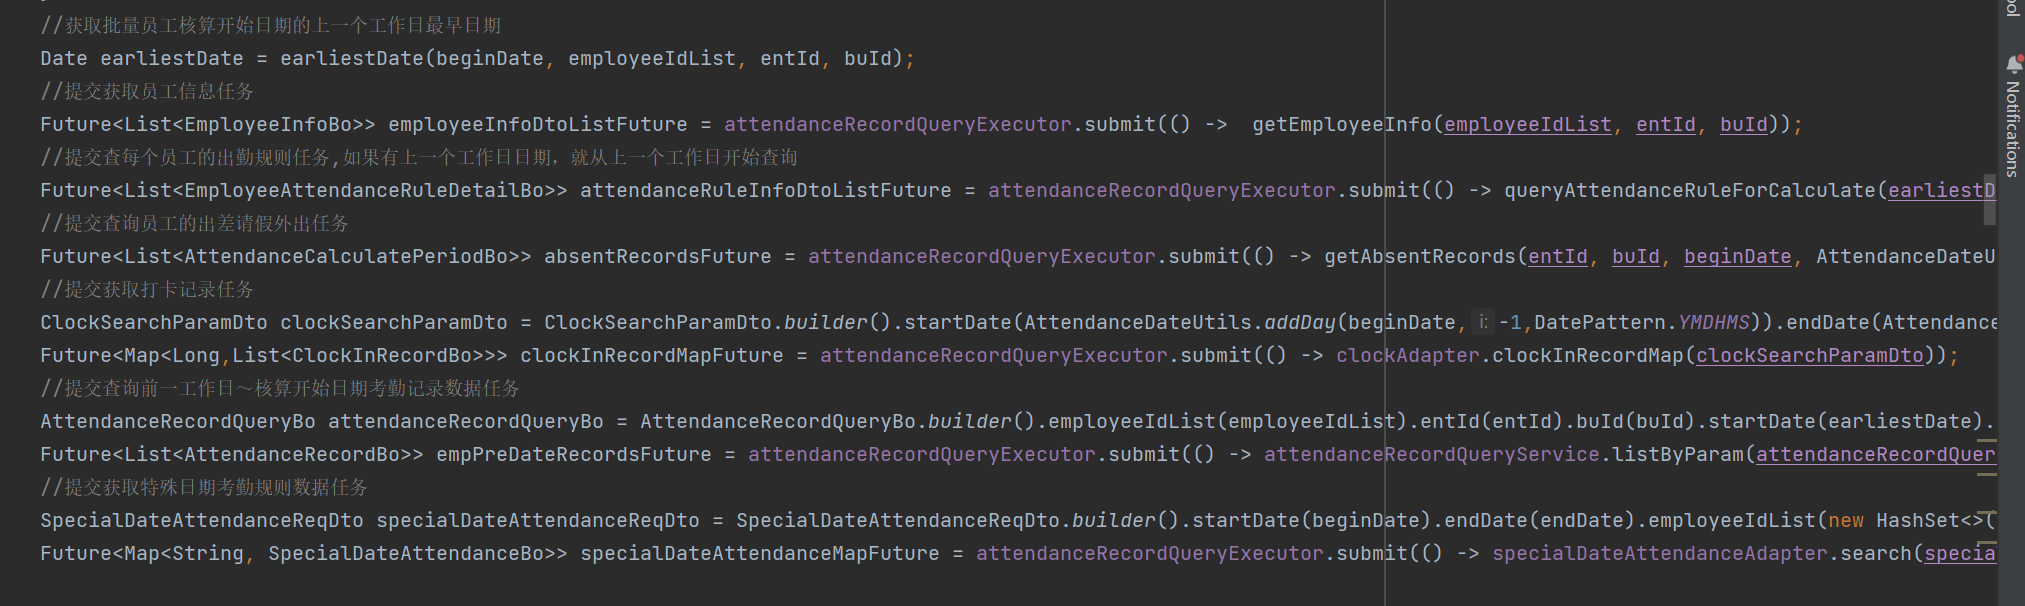 //获取批量员工核算开始日期的上一个工作日最早日期
Date earliestDate = earliestDate(beginDate, employeeIdList, entId, buId);
//提交获取员工信息任务
Future<List<EmployeeInfoBo>> employeeInfoDtoListFuture = attendanceRecordQueryExecutor.submit(() ->  getEmployeeInfo(employeeIdList, entId, buId));
//提交查每个员工的出勤规则任务,如果有上一个工作日日期，就从上一个工作日开始查询
Future<List<EmployeeAttendanceRuleDetailBo>> attendanceRuleInfoDtoListFuture = attendanceRecordQueryExecutor.submit(() -> queryAttendanceRuleForCalculate(earliestD
//提交查询员工的出差请假外出任务
Future<List<AttendanceCalculatePeriodBo>> absentRecordsFuture = attendanceRecordQueryExecutor.submit(() -> getAbsentRecords(entId, buId, beginDate, AttendanceDateU
//提交获取打卡记录任务
ClockSearchParamDto clockSearchParamDto = ClockSearchParamDto.builder().startDate(AttendanceDateUtils.addDay(beginDate, i: -1,DatePattern.YMDHMS)).endDate(Attendance
Future<Map<Long,List<ClockInRecordBo>>> clockInRecordMapFuture = attendanceRecordQueryExecutor.submit(() -> clockAdapter.clockInRecordMap(clockSearchParamDto));
//提交查询前一工作日～核算开始日期考勤记录数据任务
AttendanceRecordQueryBo attendanceRecordQueryBo = AttendanceRecordQueryBo.builder().employeeIdList(employeeIdList).entId(entId).buId(buId).startDate(earliestDate).
Future<List<AttendanceRecordBo>> empPreDateRecordsFuture = attendanceRecordQueryExecutor.submit(() -> attendanceRecordQueryService.listByParam(attendanceRecordQuer
//提交获取特殊日期考勤规则数据任务
SpecialDateAttendanceReqDto specialDateAttendanceReqDto = SpecialDateAttendanceReqDto.builder().startDate(beginDate).endDate(endDate).employeeIdList(new HashSet<>(
Future<Map<String, SpecialDateAttendanceBo>> specialDateAttendanceMapFuture = attendanceRecordQueryExecutor.submit(() -> specialDateAttendanceAdapter.search(specia
ool
Notifications